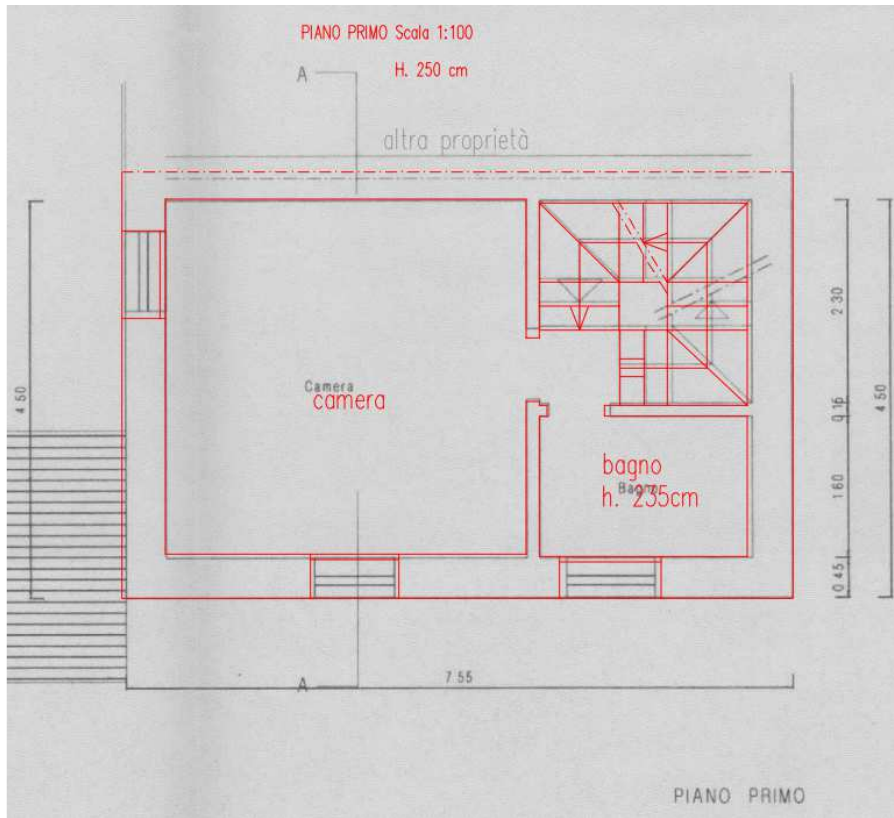 PIANO PRIMO Scala 1:100
H. 250 cm
A
altra proprietà
4 50
2 30
4 50
0 15
1 60
0 45
Camera
camera
bagno
Bagno
h. 235cm
A
7 55
PIANO PRIMO